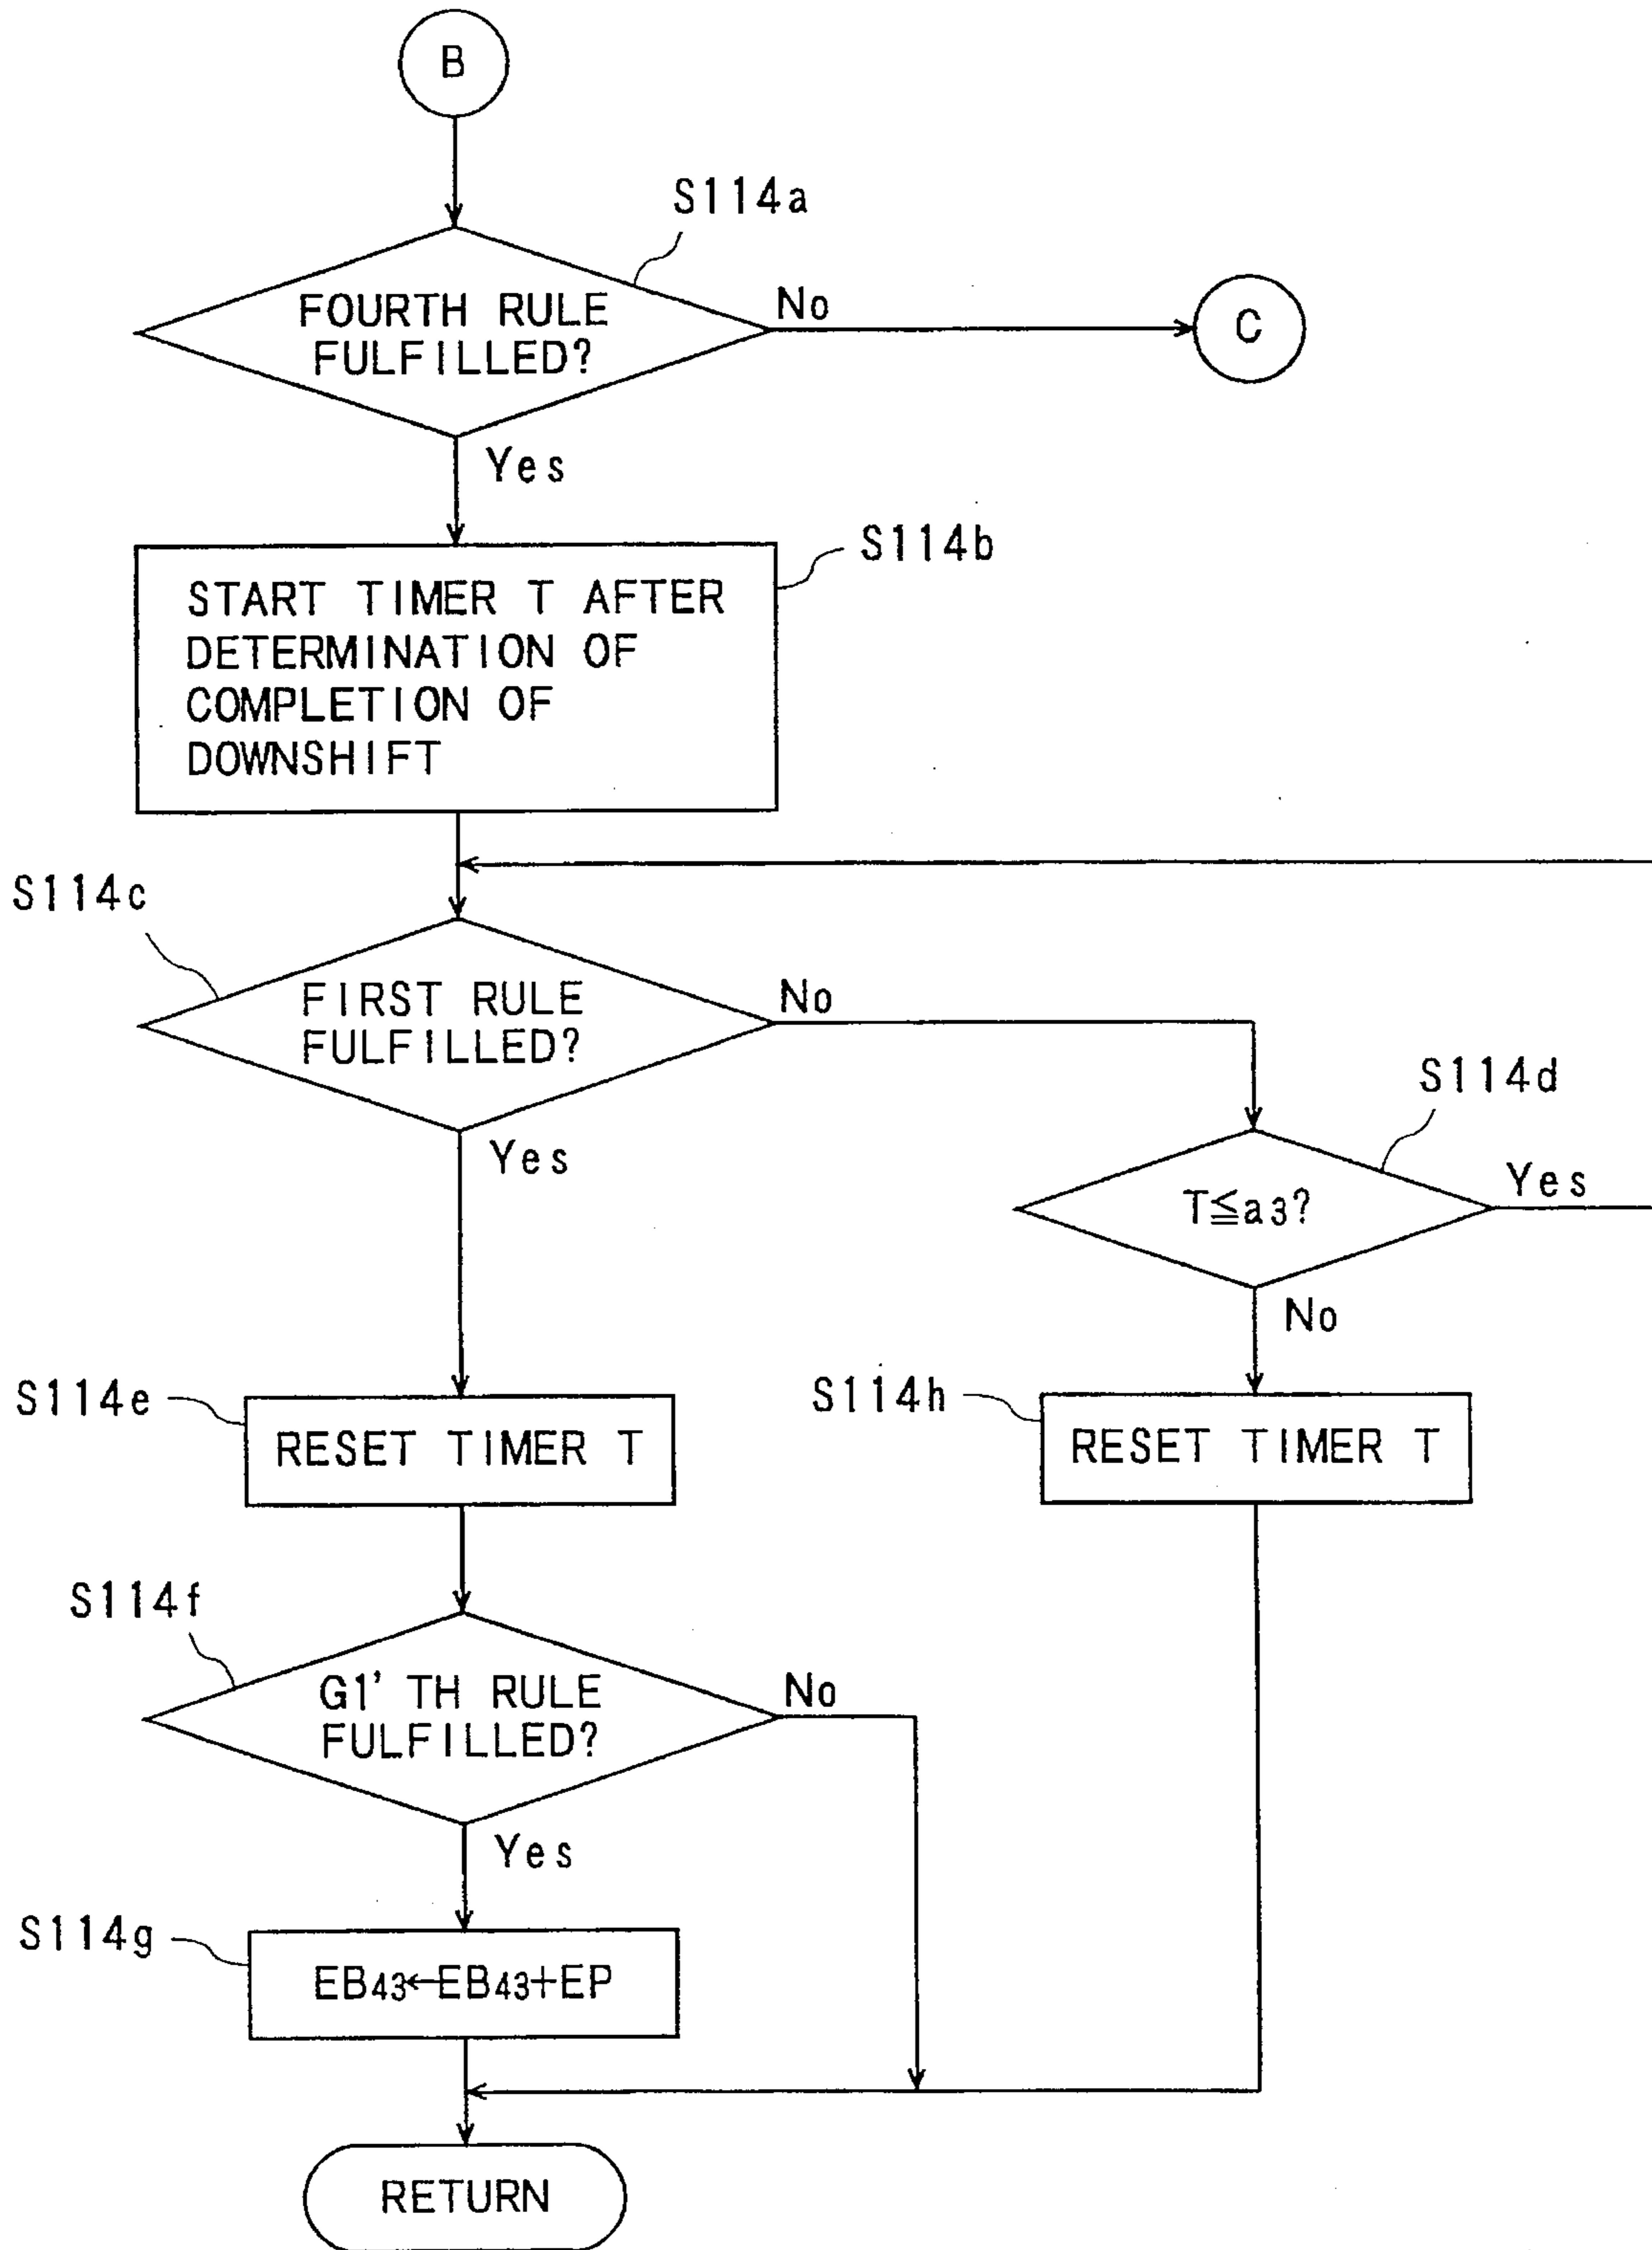 B
S114a
FOURTH RULE
FULFILLED?
No
C
Yes
S114b
START TIMER T AFTER
DETERMINATION OF
COMPLETION OF
DOWNSHIFT
S114c
FIRST RULE
FULFILLED?
No
S114d
Yes
T≦a3?
Yes
No
S114e
RESET TIMER T
S114h
RESET TIMER T
S114f
G1' TH RULE
FULFILLED?
No
Yes
S114g
EB43←EB43+EP
RETURN